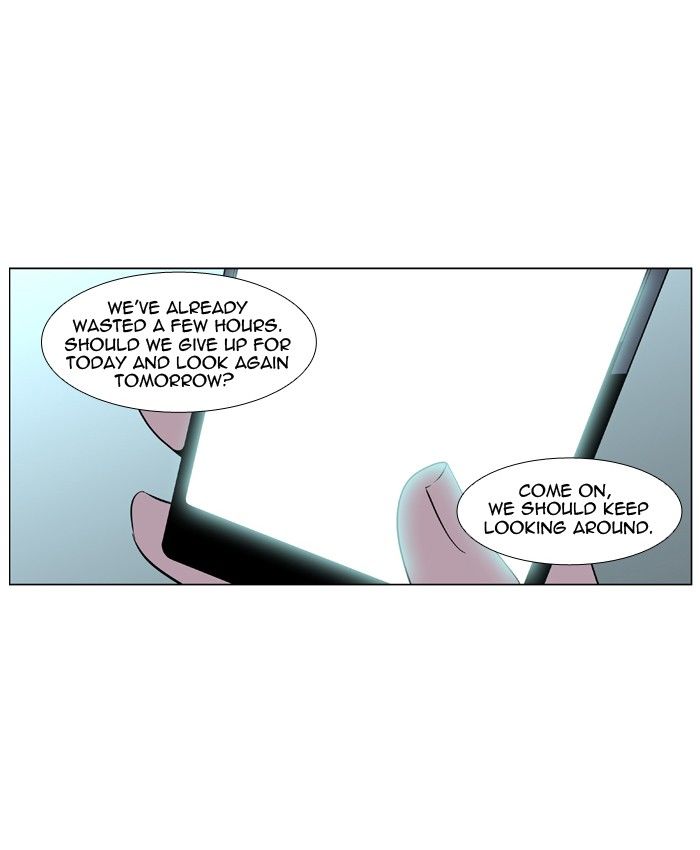 WE'VE ALREADY
WASTED A FEW HOURS.
SHOULD WE GIVE UP FOR
TODAY AND LOOK AGAIN
TOMORROW?
COME ON,
WE SHOULD KEEP
LOOKING AROUND.